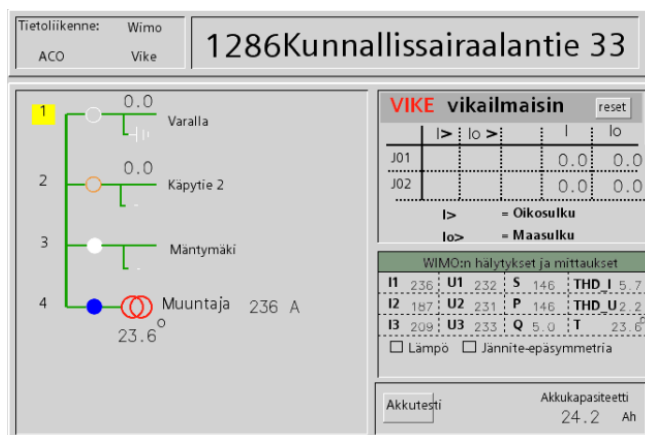 Tietoliikenne: Wimo
ACO Vike
1286Kunnallissairaalantie 33
1 0.0 Varalla
2 0.0 Käpytie 2
3 Mäntymäki
4 Muuntaja 236 A
23.6°
VIKE vikailmaisin reset
I> Io > I Io
J01 0.0 0.0
J02 0.0 0.0
I> = Oikosulku
Io> = Maasulku
WIMO:n hälytykset ja mittaukset
I1 236 U1 232 S 146 THD_I 5.7
I2 187 U2 231 P 146 THD_U 2.2
I3 209 U3 233 Q 5.0 T 23.6°
Lämpö Jännite-epäsymmetria
Akkutesti Akkukapasiteetti
24.2 Ah